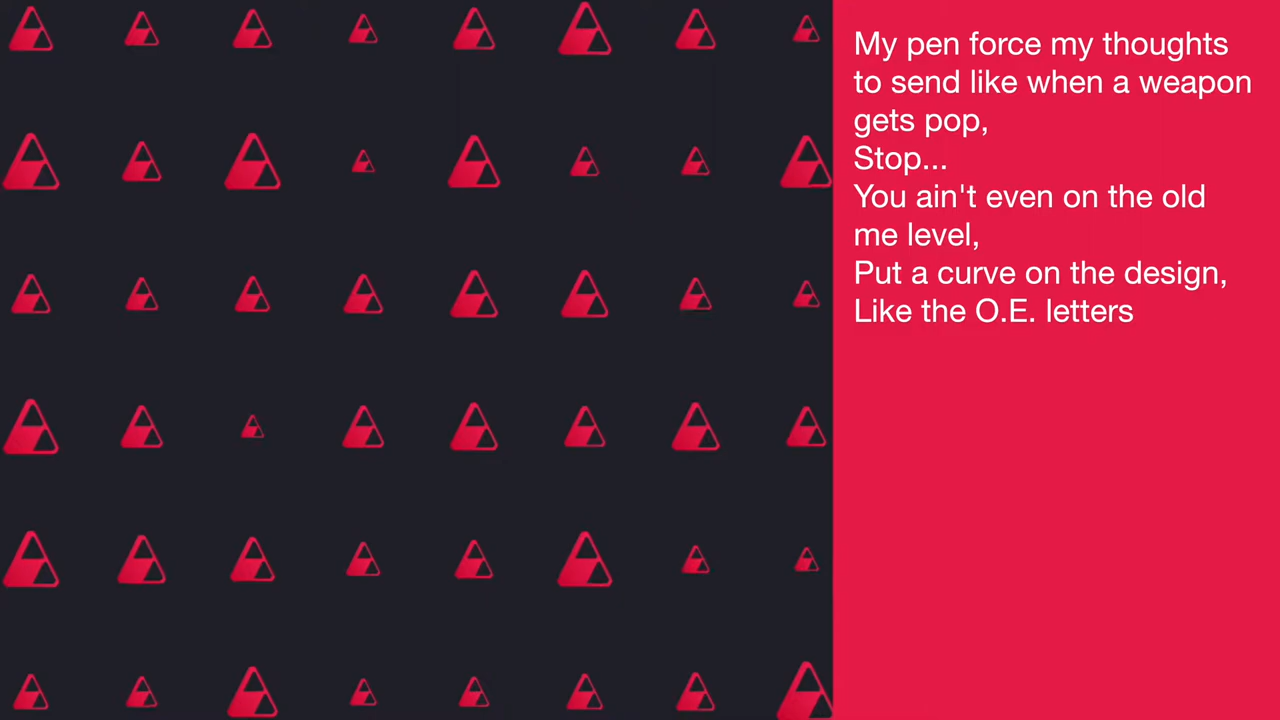 My pen force my thoughts
to send like when a weapon
gets pop,
Stop...
You ain't even on the old
me level,
Put a curve on the design,
Like the O.E. letters